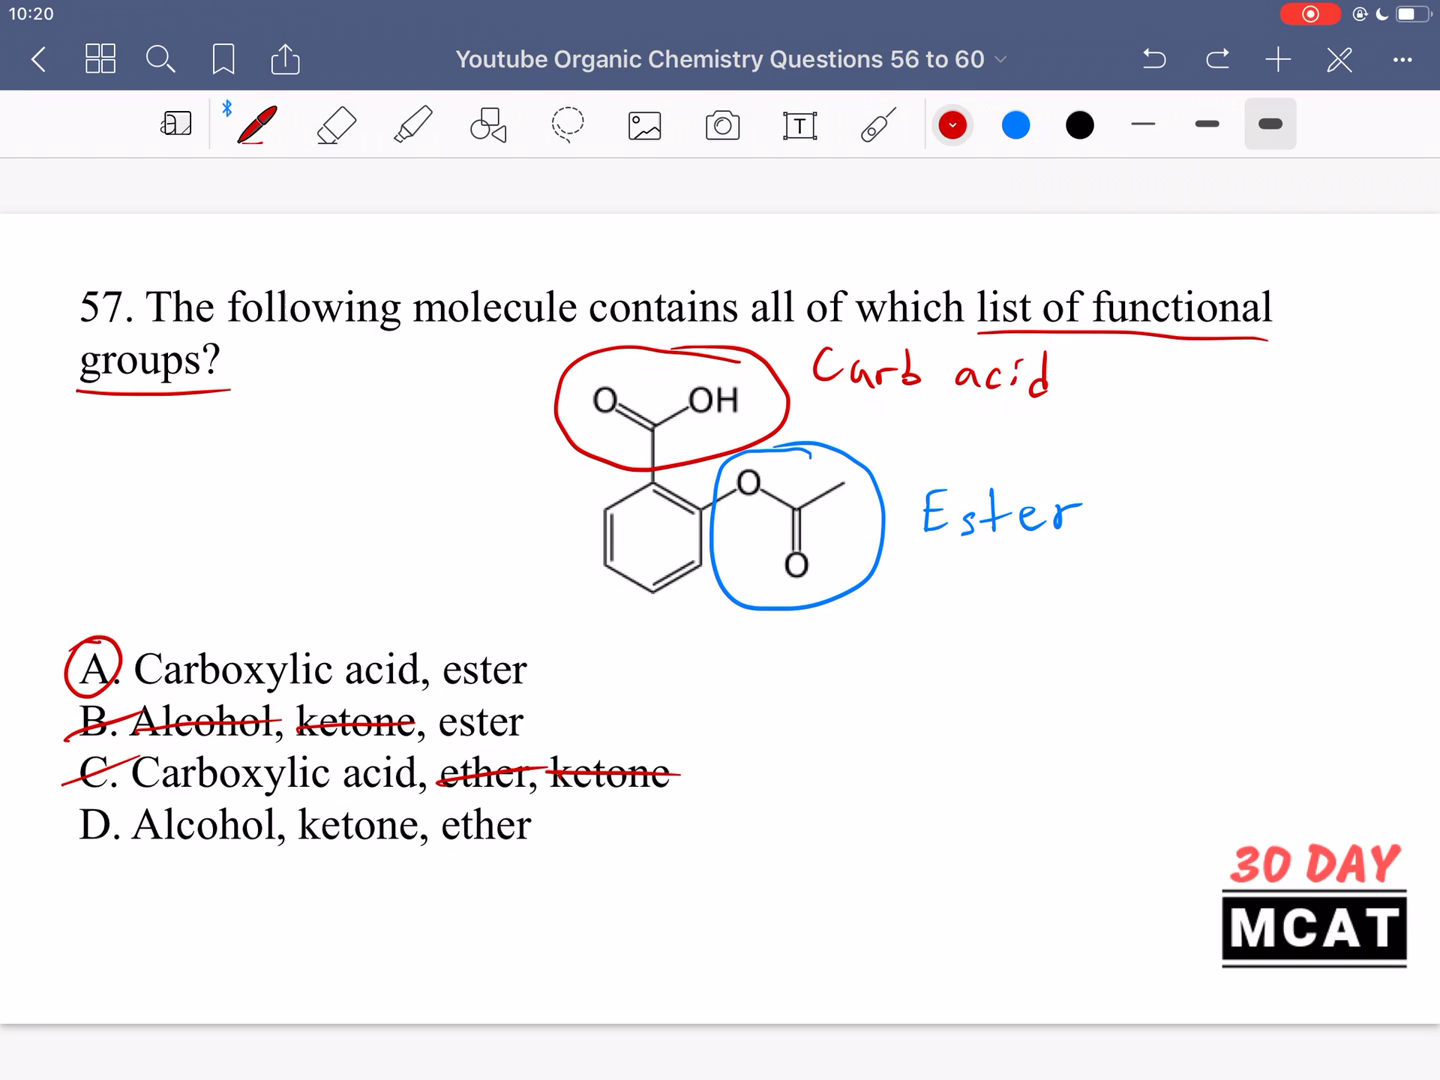 10:20
Youtube Organic Chemistry Questions 56 to 60
a
T
57. The following molecule contains all of which list of functional
groups?
Carb acid
O OH
O
Ester
O
A. Carboxylic acid, ester
B. Alcohol, ketone, ester
C. Carboxylic acid, ether, ketone
D. Alcohol, ketone, ether
30 DAY
MCAT